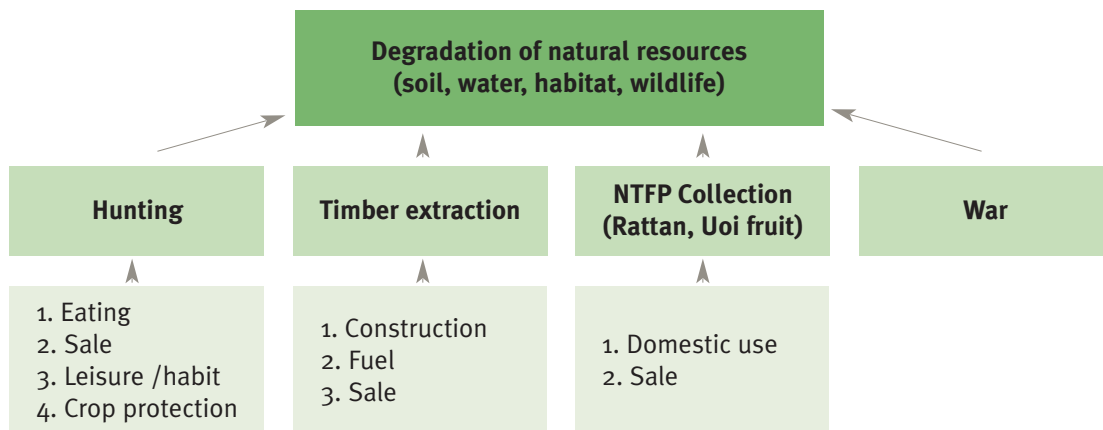 Degradation of natural resources
(soil, water, habitat, wildlife)
Hunting
Timber extraction
NTFP Collection
(Rattan, Uoi fruit)
War
1. Eating
2. Sale
3. Leisure /habit
4. Crop protection
1. Construction
2. Fuel
3. Sale
1. Domestic use
2. Sale